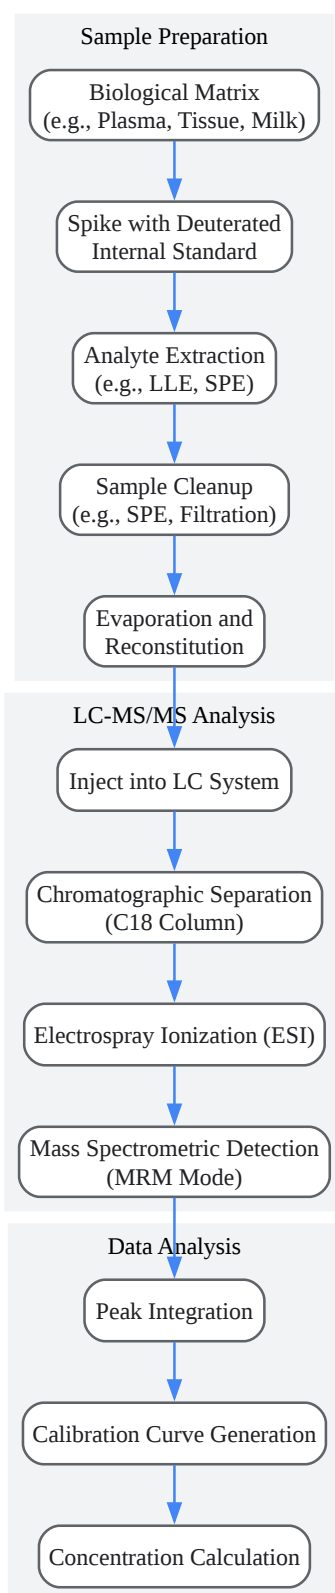 Sample Preparation
Biological Matrix
(e.g., Plasma, Tissue, Milk)
Spike with Deuterated
Internal Standard
Analyte Extraction
(e.g., LLE, SPE)
Sample Cleanup
(e.g., SPE, Filtration)
Evaporation and
Reconstitution
LC-MS/MS Analysis
Inject into LC System
Chromatographic Separation
(C18 Column)
Electrospray Ionization (ESI)
Mass Spectrometric Detection
(MRM Mode)
Data Analysis
Peak Integration
Calibration Curve Generation
Concentration Calculation